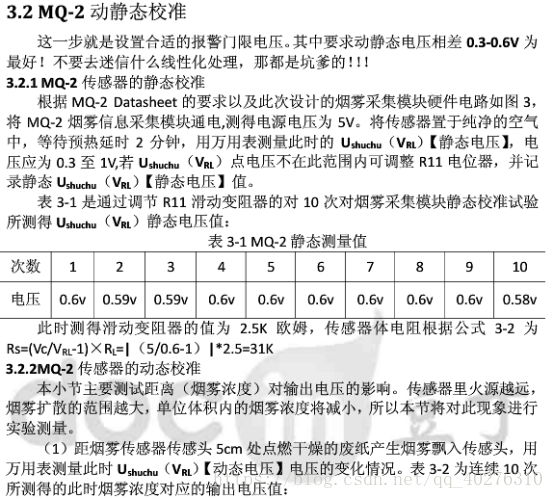 3.2 MQ-2 动静态校准
这一步就是设置合适的报警门限电压。其中要求动静态电压相差 0.3-0.6V 为
最好！不要去迷信什么线性化处理，那都是坑爹的!!!
3.2.1 MQ-2 传感器的静态校准
根据 MQ-2 Datasheet 的要求以及此次设计的烟雾采集模块硬件电路如图 3，
将 MQ-2 烟雾信息采集模块通电,测得电源电压为 5V。将传感器置于纯净的空气
中，等待预热延时 2 分钟，用万用表测量此时的 Ushuchu（VRL）【静态电压】，电
压应为 0.3 至 1V,若 Ushuchu（VRL）点电压不在此范围内可调整 R11 电位器，并记
录静态 Ushuchu（VRL）【静态电压】值。
表 3-1 是通过调节 R11 滑动变阻器的对 10 次对烟雾采集模块静态校准试验
所测得 Ushuchu（VRL）静态电压值：
表 3-1 MQ-2 静态测量值
次数 1 2 3 4 5 6 7 8 9 10
电压 0.6v 0.59v 0.59v 0.6v 0.6v 0.6v 0.6v 0.6v 0.6v 0.58v
此时测得滑动变阻器的值为 2.5K 欧姆，传感器体电阻根据公式 3-2 为
Rs=(Vc/VRL-1)×RL=|（5/0.6-1）|*2.5=31K
3.2.2MQ-2 传感器的动态校准
本小节主要测试距离（烟雾浓度）对输出电压的影响。传感器里火源越远，
烟雾扩散的范围越大，单位体积内的烟雾浓度将减小，所以本节将对此现象进行
实验测量。
（1）距烟雾传感器传感头 5cm 处点燃干燥的废纸产生烟雾飘入传感头，用
万用表测量此时 Ushuchu（VRL）【动态电压】电压的变化情况。表 3-2 为连续 10 次
所测得的此时烟雾浓度对应的输出电压值：
https://blog.csdn.net/qq_40276310